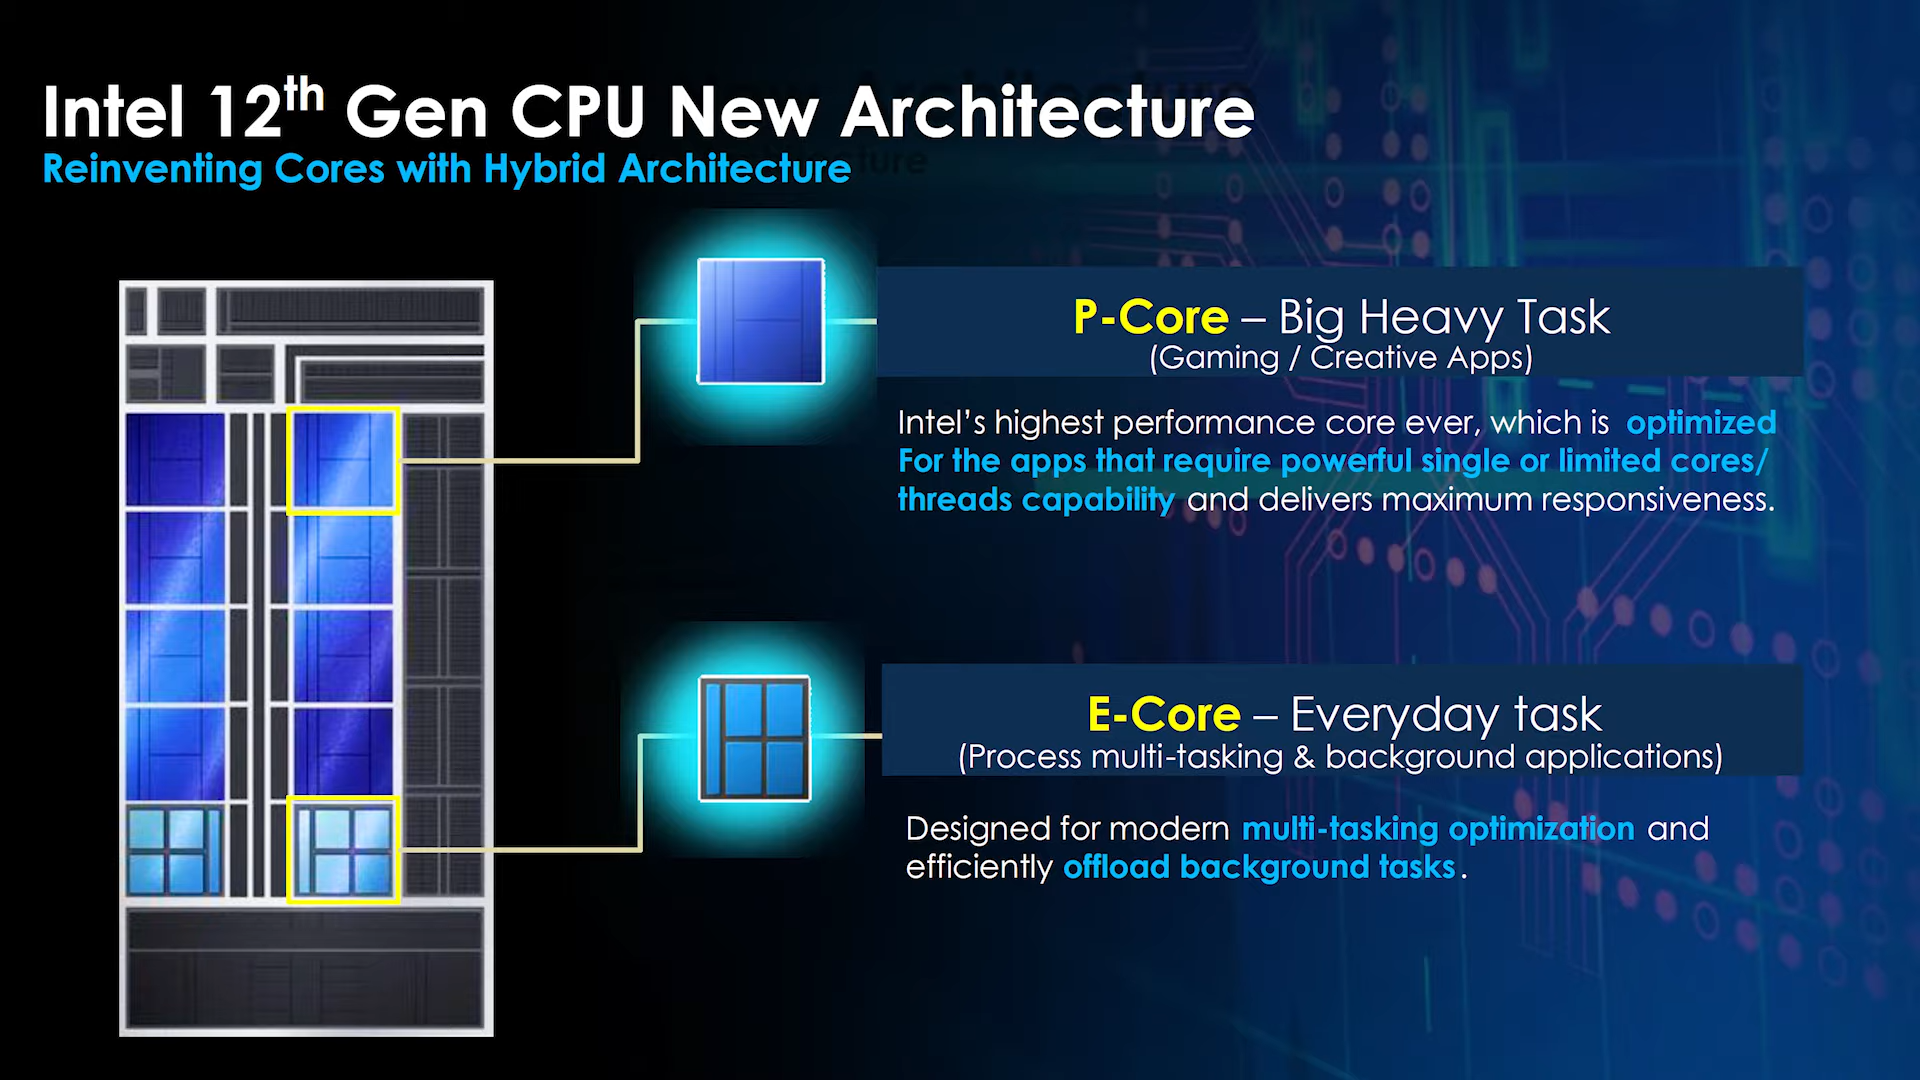 Intel 12th Gen CPU New Architecture
Reinventing Cores with Hybrid Architecture
P-Core – Big Heavy Task
(Gaming / Creative Apps)
Intel’s highest performance core ever, which is optimized
For the apps that require powerful single or limited cores/
threads capability and delivers maximum responsiveness.
E-Core – Everyday task
(Process multi-tasking & background applications)
Designed for modern multi-tasking optimization and
efficiently offload background tasks.